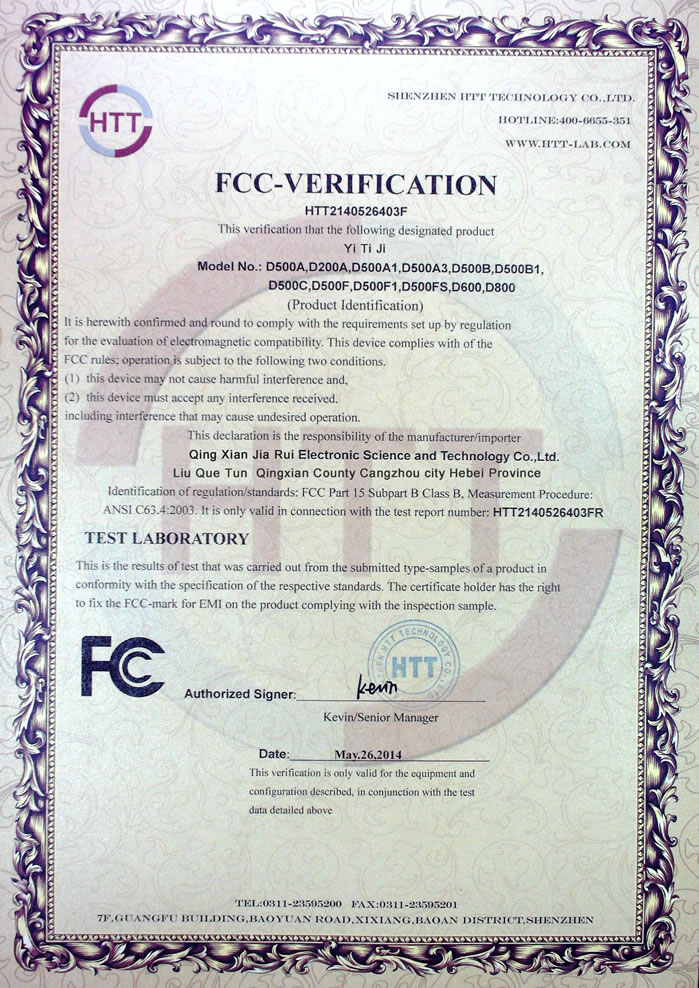 HTT
SHENZHEN HTT TECHNOLOGY CO.,LTD.
HOTLINE:400-6655-351
WWW.HTT-LAB.COM
FCC-VERIFICATION
HTT2140526403F
This verification that the following designated product
Yi Ti Ji
Model No.: D500A,D200A,D500A1,D500A3,D500B,D500B1,
D500C,D500F,D500F1,D500FS,D600,D800
(Product Identification)
It is herewith confirmed and round to comply with the requirements set up by regulation
for the evaluation of electromagnetic compatibility. This device complies with of the
FCC rules; operation is subject to the following two conditions.
(1) this device may not cause harmful interference and,
(2) this device must accept any interference received.
including interference that may cause undesired operation.
This declaration is the responsibility of the manufacturer/importer
Qing Xian Jia Rui Electronic Science and Technology Co.,Ltd.
Liu Que Tun Qingxian County Cangzhou city Hebei Province
Identification of regulation/standards: FCC Part 15 Subpart B Class B, Measurement Procedure:
ANSI C63.4:2003. It is only valid in connection with the test report number: HTT2140526403FR
TEST LABORATORY
This is the results of test that was carried out from the submitted type-samples of a product in
conformity with the specification of the respective standards. The certificate holder has the right
to fix the FCC-mark for EMI on the product complying with the inspection sample.
FCC
EN HTT TECHNOLOGY CO.
HTT
Authorized Signer: Kevin
Kevin/Senior Manager
Date: May.26,2014
This verification is only valid for the equipment and
configuration described, in conjunction with the test
data detailed above
TEL:0311-23595200 FAX:0311-23595201
7F,GUANGFU BUILDING,BAOYUAN ROAD,XIXIANG,BAOAN DISTRICT,SHENZHEN